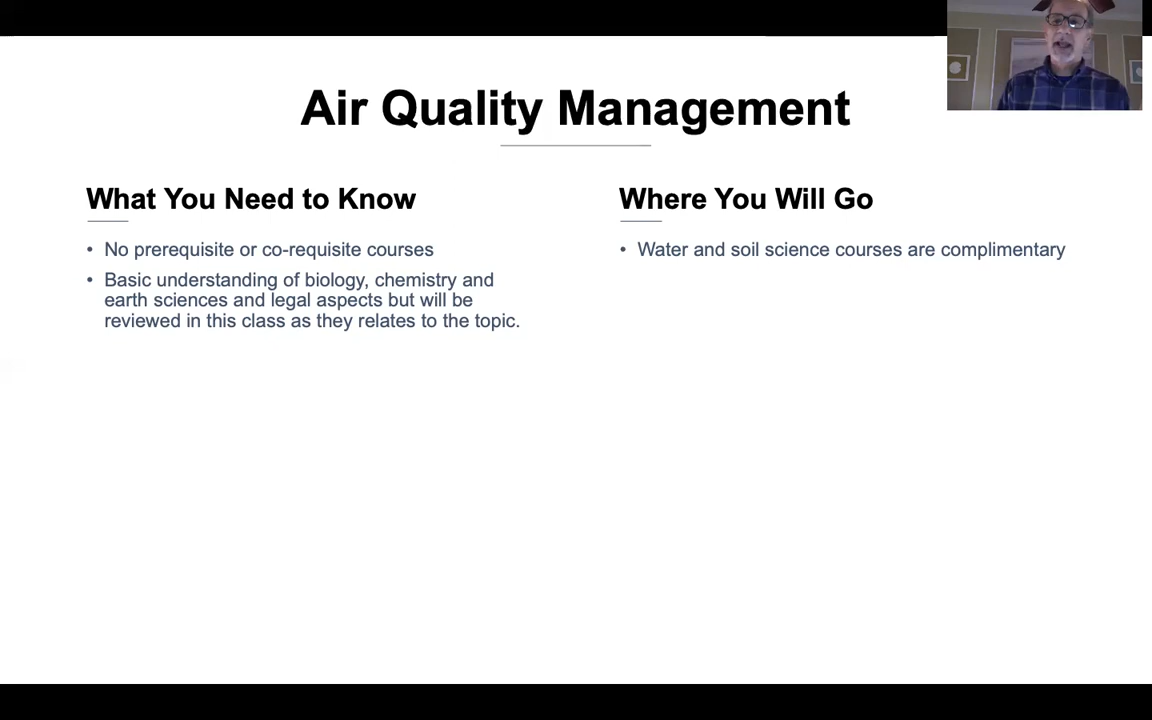 Air Quality Management
What You Need to Know
• No prerequisite or co-requisite courses
• Basic understanding of biology, chemistry and
earth sciences and legal aspects but will be
reviewed in this class as they relates to the topic.
Where You Will Go
• Water and soil science courses are complimentary